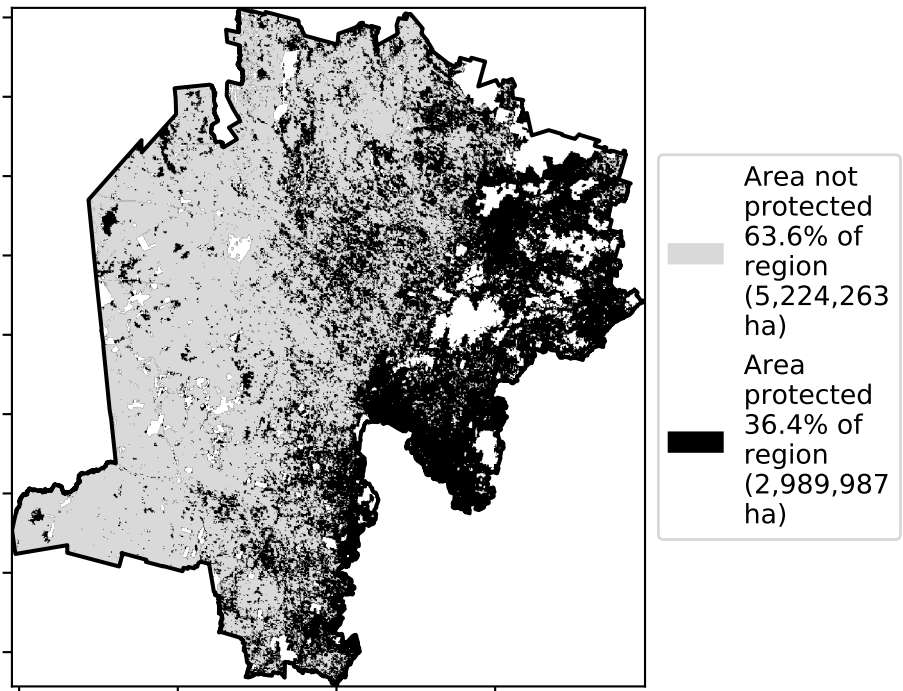 Area not
protected
63.6% of
region
(5,224,263
ha)
Area
protected
36.4% of
region
(2,989,987
ha)